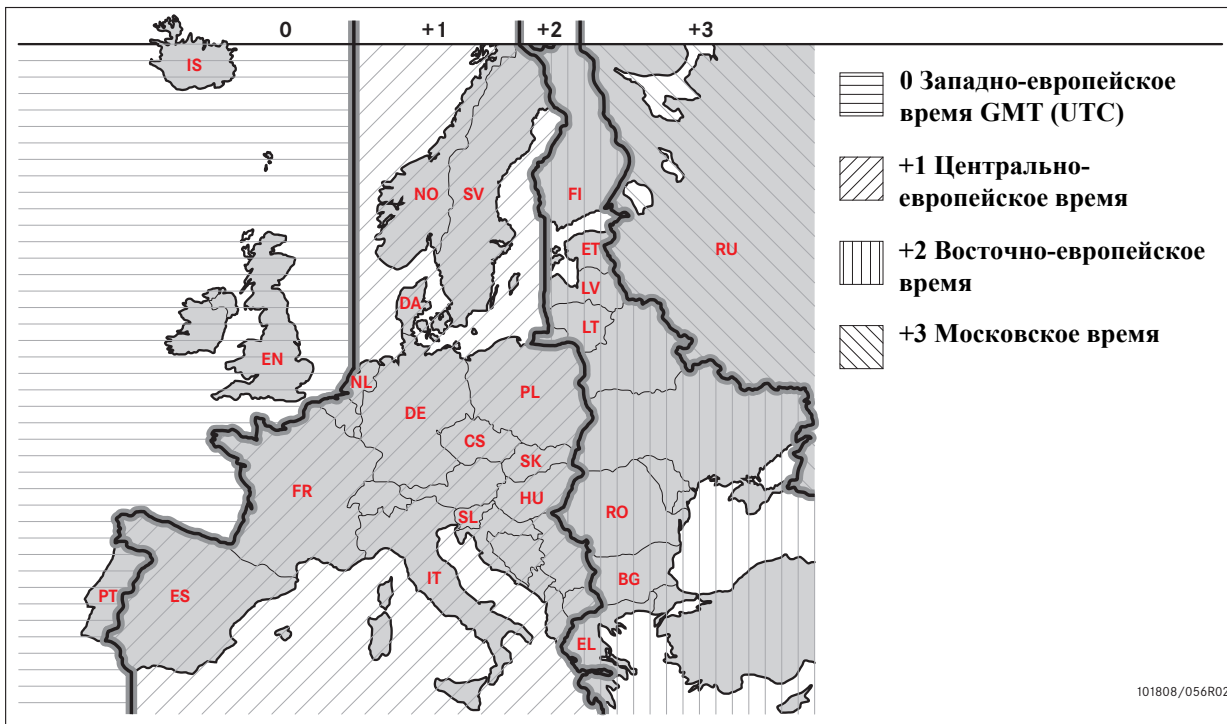 0 +1 +2 +3
IS
NO SV FI
ET RU
LV
DA
LT
EN
NL
PL
DE
CS
SK
FR HU
SL RO
IT BG
PT ES
EL
0 Западно-европейское
время GMT (UTC)
+1 Центрально-
европейское время
+2 Восточно-европейское
время
+3 Московское время
101808/056R02